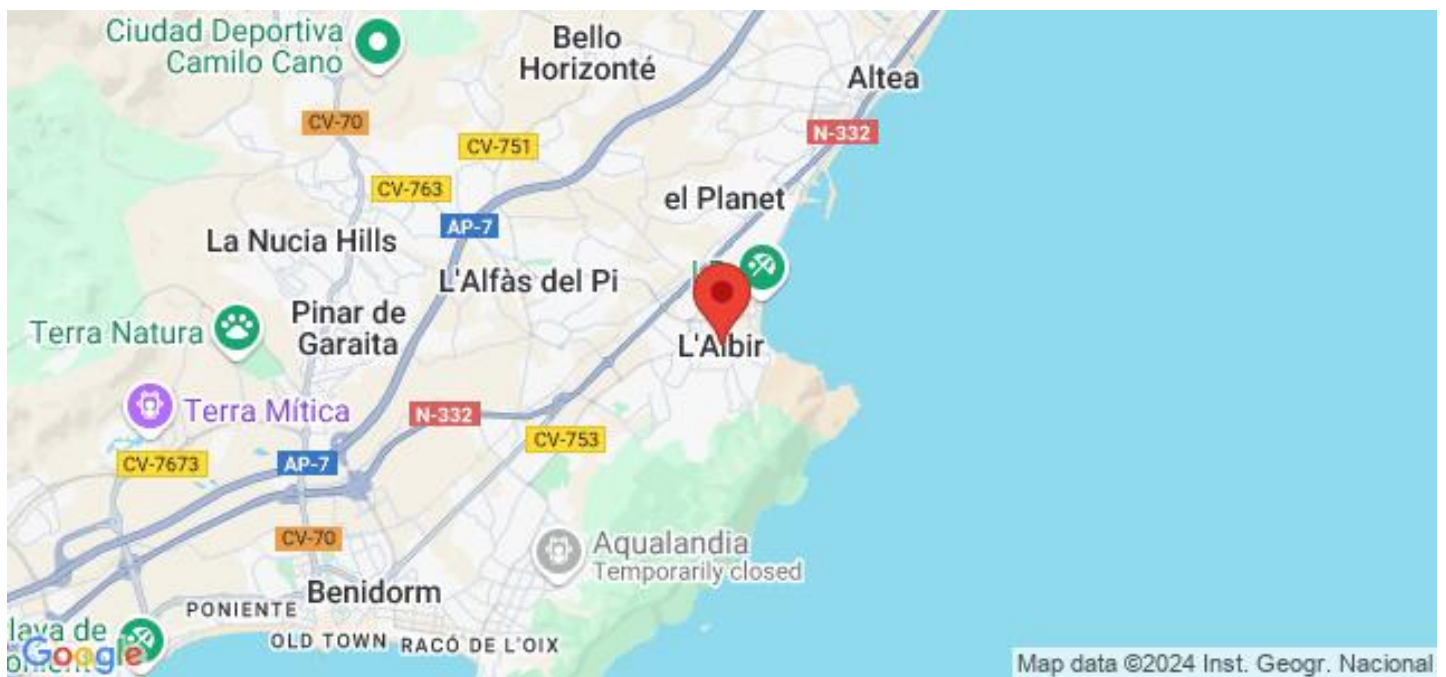 Ciudad Deportiva
Camilo Cano
Bello
Horizonté
Altea
CV-70
N-332
CV-751
CV-763
el Planet
AP-7
La Nucia Hills
L'Alfàs del Pi
Pinar de
Garaita
Terra Natura
L'Albir
Terra Mítica
N-332
CV-753
CV-7673
AP-7
CV-70
Aqualandia
Temporarily closed
Benidorm
PONIENTE
OLD TOWN
RACÓ DE L'OIX
laya de
Google
Map data ©2024 Inst. Geogr. Nacional